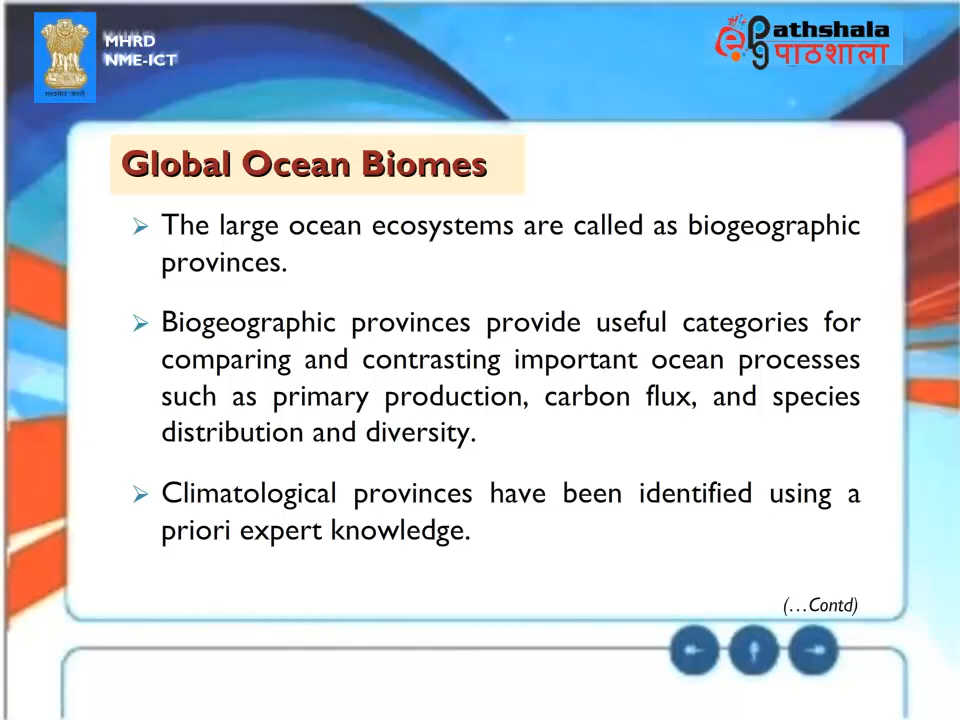 MHRD
NME-ICT
ePathshala
पाठशाला
Global Ocean Biomes
The large ocean ecosystems are called as biogeographic
provinces.
Biogeographic provinces provide useful categories for
comparing and contrasting important ocean processes
such as primary production, carbon flux, and species
distribution and diversity.
Climatological provinces have been identified using a
priori expert knowledge.
(…Contd)